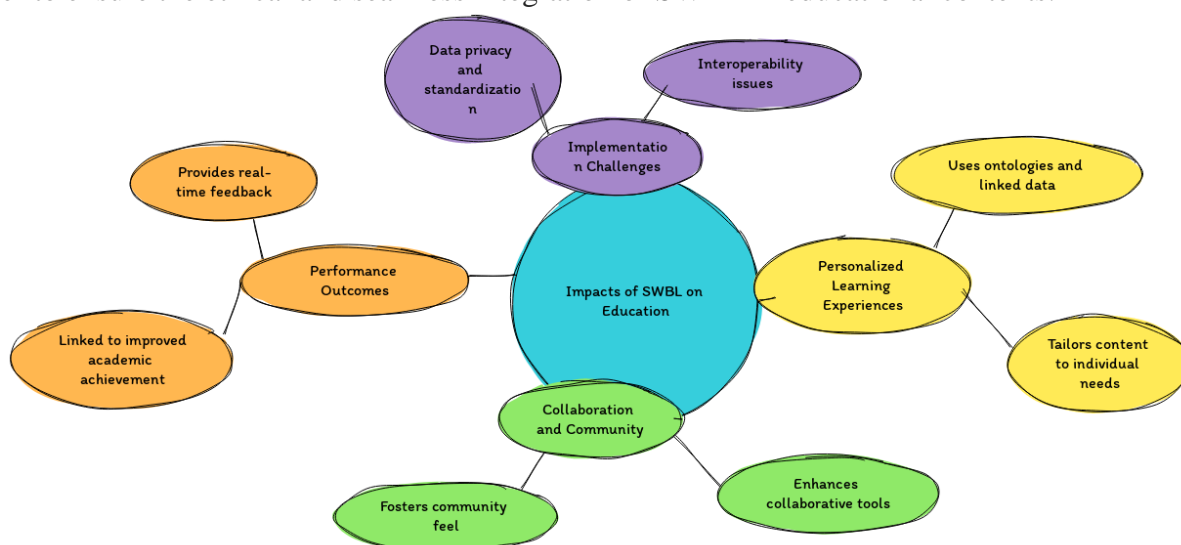 Data privacy
and
standardizatio
n
Interoperability
issues
Implementatio
n Challenges
Provides real-
time feedback
Uses ontologies and
linked data
Performance
Outcomes
Impacts of SWBL on
Education
Personalized
Learning
Experiences
Linked to improved
academic
achievement
Tailors content
to individual
needs
Collaboration
and Community
Enhances
collaborative tools
Fosters community
feel